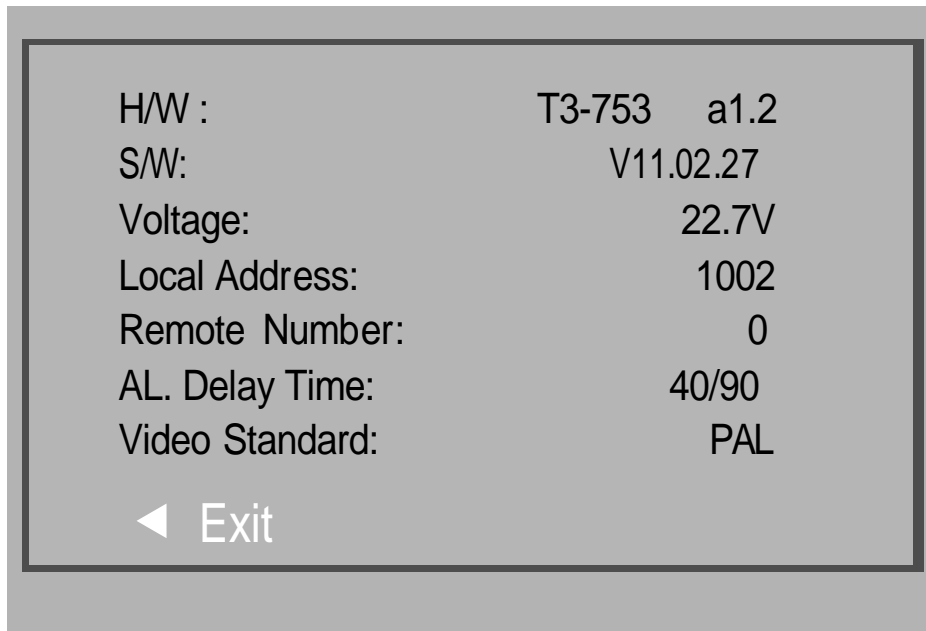 H/W : T3-753 a1.2
S/W: V11.02.27
Voltage: 22.7V
Local Address: 1002
Remote Number: 0
AL. Delay Time: 40/90
Video Standard: PAL
Exit